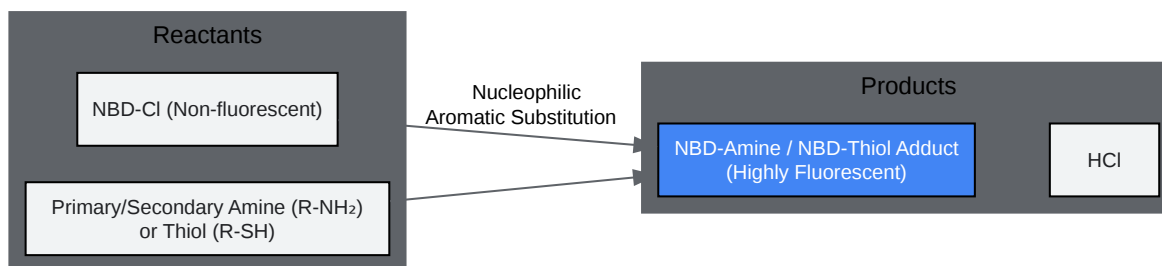 Reactants
NBD-Cl (Non-fluorescent)
Primary/Secondary Amine (R-NH₂)
or Thiol (R-SH)
Nucleophilic
Aromatic Substitution
Products
NBD-Amine / NBD-Thiol Adduct
(Highly Fluorescent)
HCl